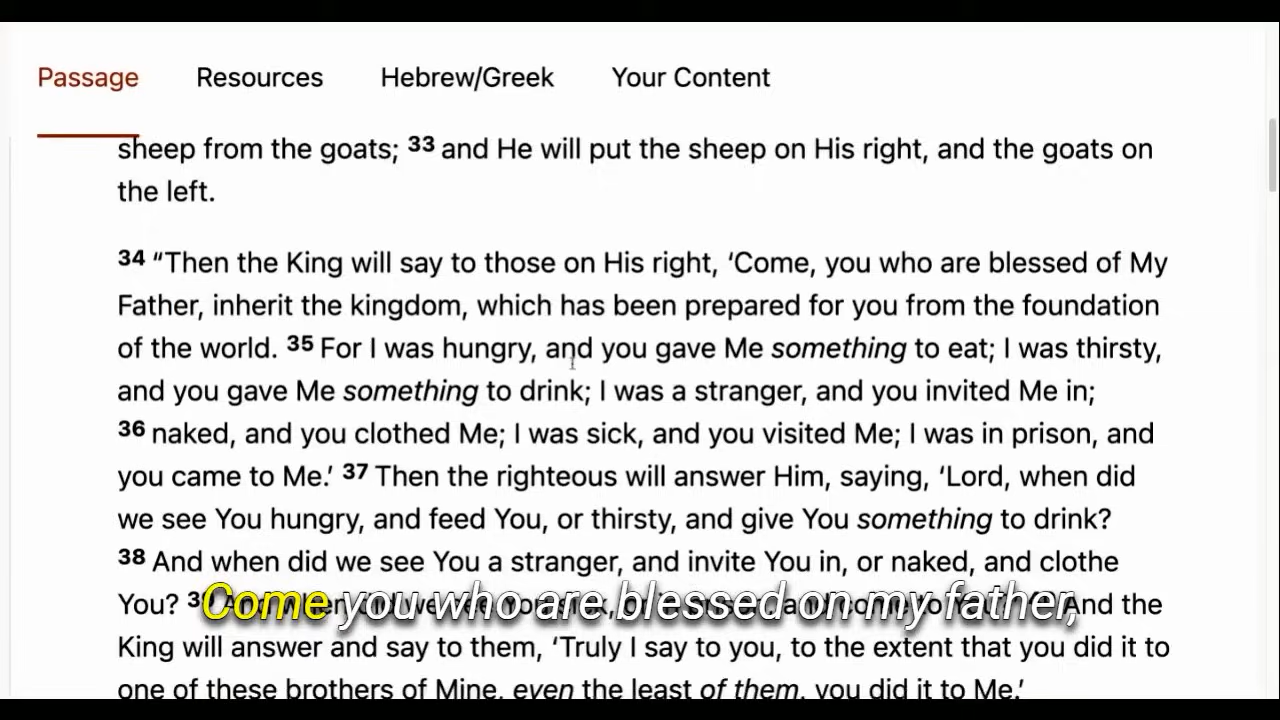 Passage Resources Hebrew/Greek Your Content
sheep from the goats; 33 and He will put the sheep on His right, and the goats on
the left.
34 “Then the King will say to those on His right, ‘Come, you who are blessed of My
Father, inherit the kingdom, which has been prepared for you from the foundation
of the world. 35 For I was hungry, and you gave Me something to eat; I was thirsty,
and you gave Me something to drink; I was a stranger, and you invited Me in;
36 naked, and you clothed Me; I was sick, and you visited Me; I was in prison, and
you came to Me.’ 37 Then the righteous will answer Him, saying, ‘Lord, when did
we see You hungry, and feed You, or thirsty, and give You something to drink?
38 And when did we see You a stranger, and invite You in, or naked, and clothe
You? And the
Come you who are blessed on my father,
King will answer and say to them, ‘Truly I say to you, to the extent that you did it to
one of these brothers of Mine, even the least of them, you did it to Me.’